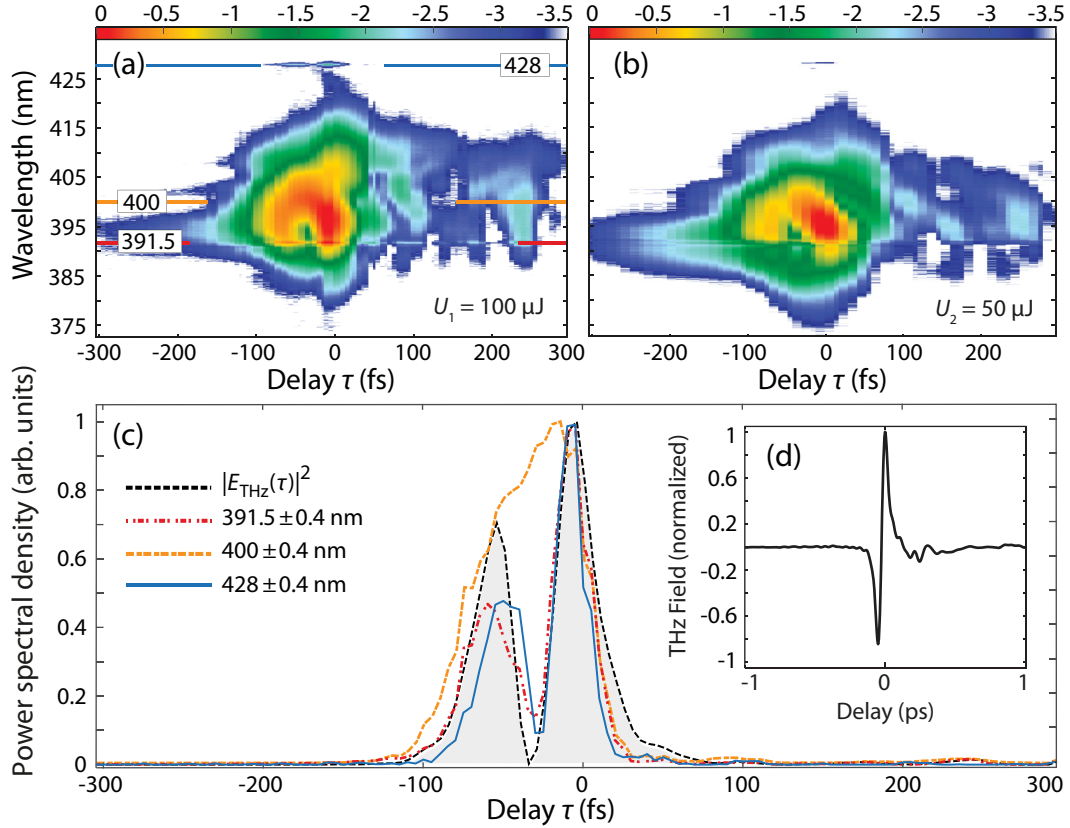 0 -0.5 -1 -1.5 -2 -2.5 -3 -3.5
0 -0.5 -1 -1.5 -2 -2.5 -3 -3.5
(a)
(b)
428
400
391.5
Wavelength (nm)
425
415
405
395
385
375
U₁ = 100 μJ
U₂ = 50 μJ
-300 -200 -100 0 100 200 300
-200 -100 0 100 200
Delay τ (fs)
Delay τ (fs)
Power spectral density (arb. units)
1
0.8
0.6
0.4
0.2
0
(c)
|E_THz(τ)|²
391.5 ± 0.4 nm
400 ± 0.4 nm
428 ± 0.4 nm
(d)
THz Field (normalized)
1
0.6
0.2
-0.2
-0.6
-1
-1 0 1
Delay (ps)
-300 -200 -100 0 100 200 300
Delay τ (fs)